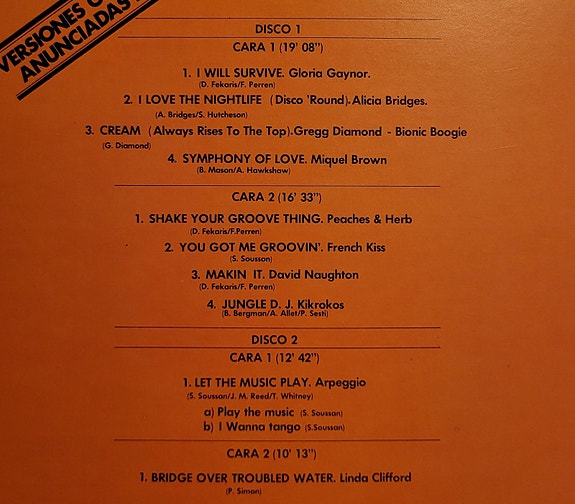 VERSIONES O
ANUNCIADAS
DISCO 1
CARA 1 (19' 08")
1. I WILL SURVIVE. Gloria Gaynor.
(D. Fekaris/F. Perren)
2. I LOVE THE NIGHTLIFE (Disco 'Round). Alicia Bridges.
(A. Bridges/S. Hutcheson)
3. CREAM (Always Rises To The Top). Gregg Diamond - Bionic Boogie
(G. Diamond)
4. SYMPHONY OF LOVE. Miquel Brown
(B. Mason/A. Hawkshaw)
CARA 2 (16' 33")
1. SHAKE YOUR GROOVE THING. Peaches & Herb
(D. Fekaris/F.Perren)
2. YOU GOT ME GROOVIN'. French Kiss
(S. Sousson)
3. MAKIN IT. David Naughton
(D. Fekaris/F. Perren)
4. JUNGLE D. J. Kikrokos
(B. Bergman/A. Allet/P. Sesti)
DISCO 2
CARA 1 (12' 42")
1. LET THE MUSIC PLAY. Arpeggio
(S. Soussan/J. M. Reed/T. Whitney)
a) Play the music (S. Soussan)
b) I Wanna tango (S.Soussan)
CARA 2 (10' 13")
1. BRIDGE OVER TROUBLED WATER. Linda Clifford
(P. Simon)